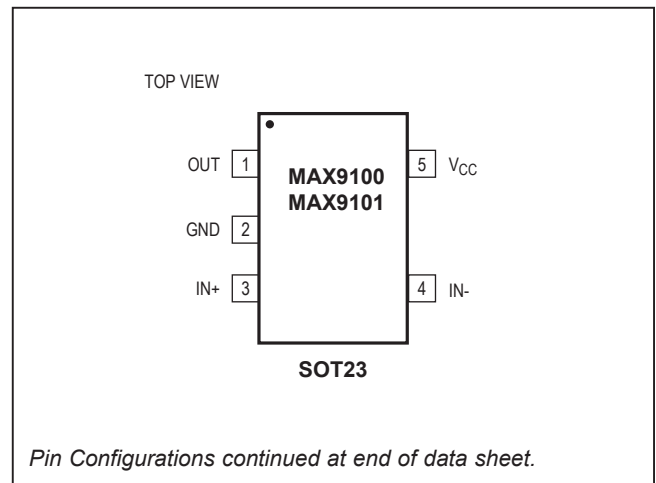 TOP VIEW
OUT 1
MAX9100
MAX9101
5 VCC
GND 2
IN+ 3
4 IN-
SOT23
Pin Configurations continued at end of data sheet.